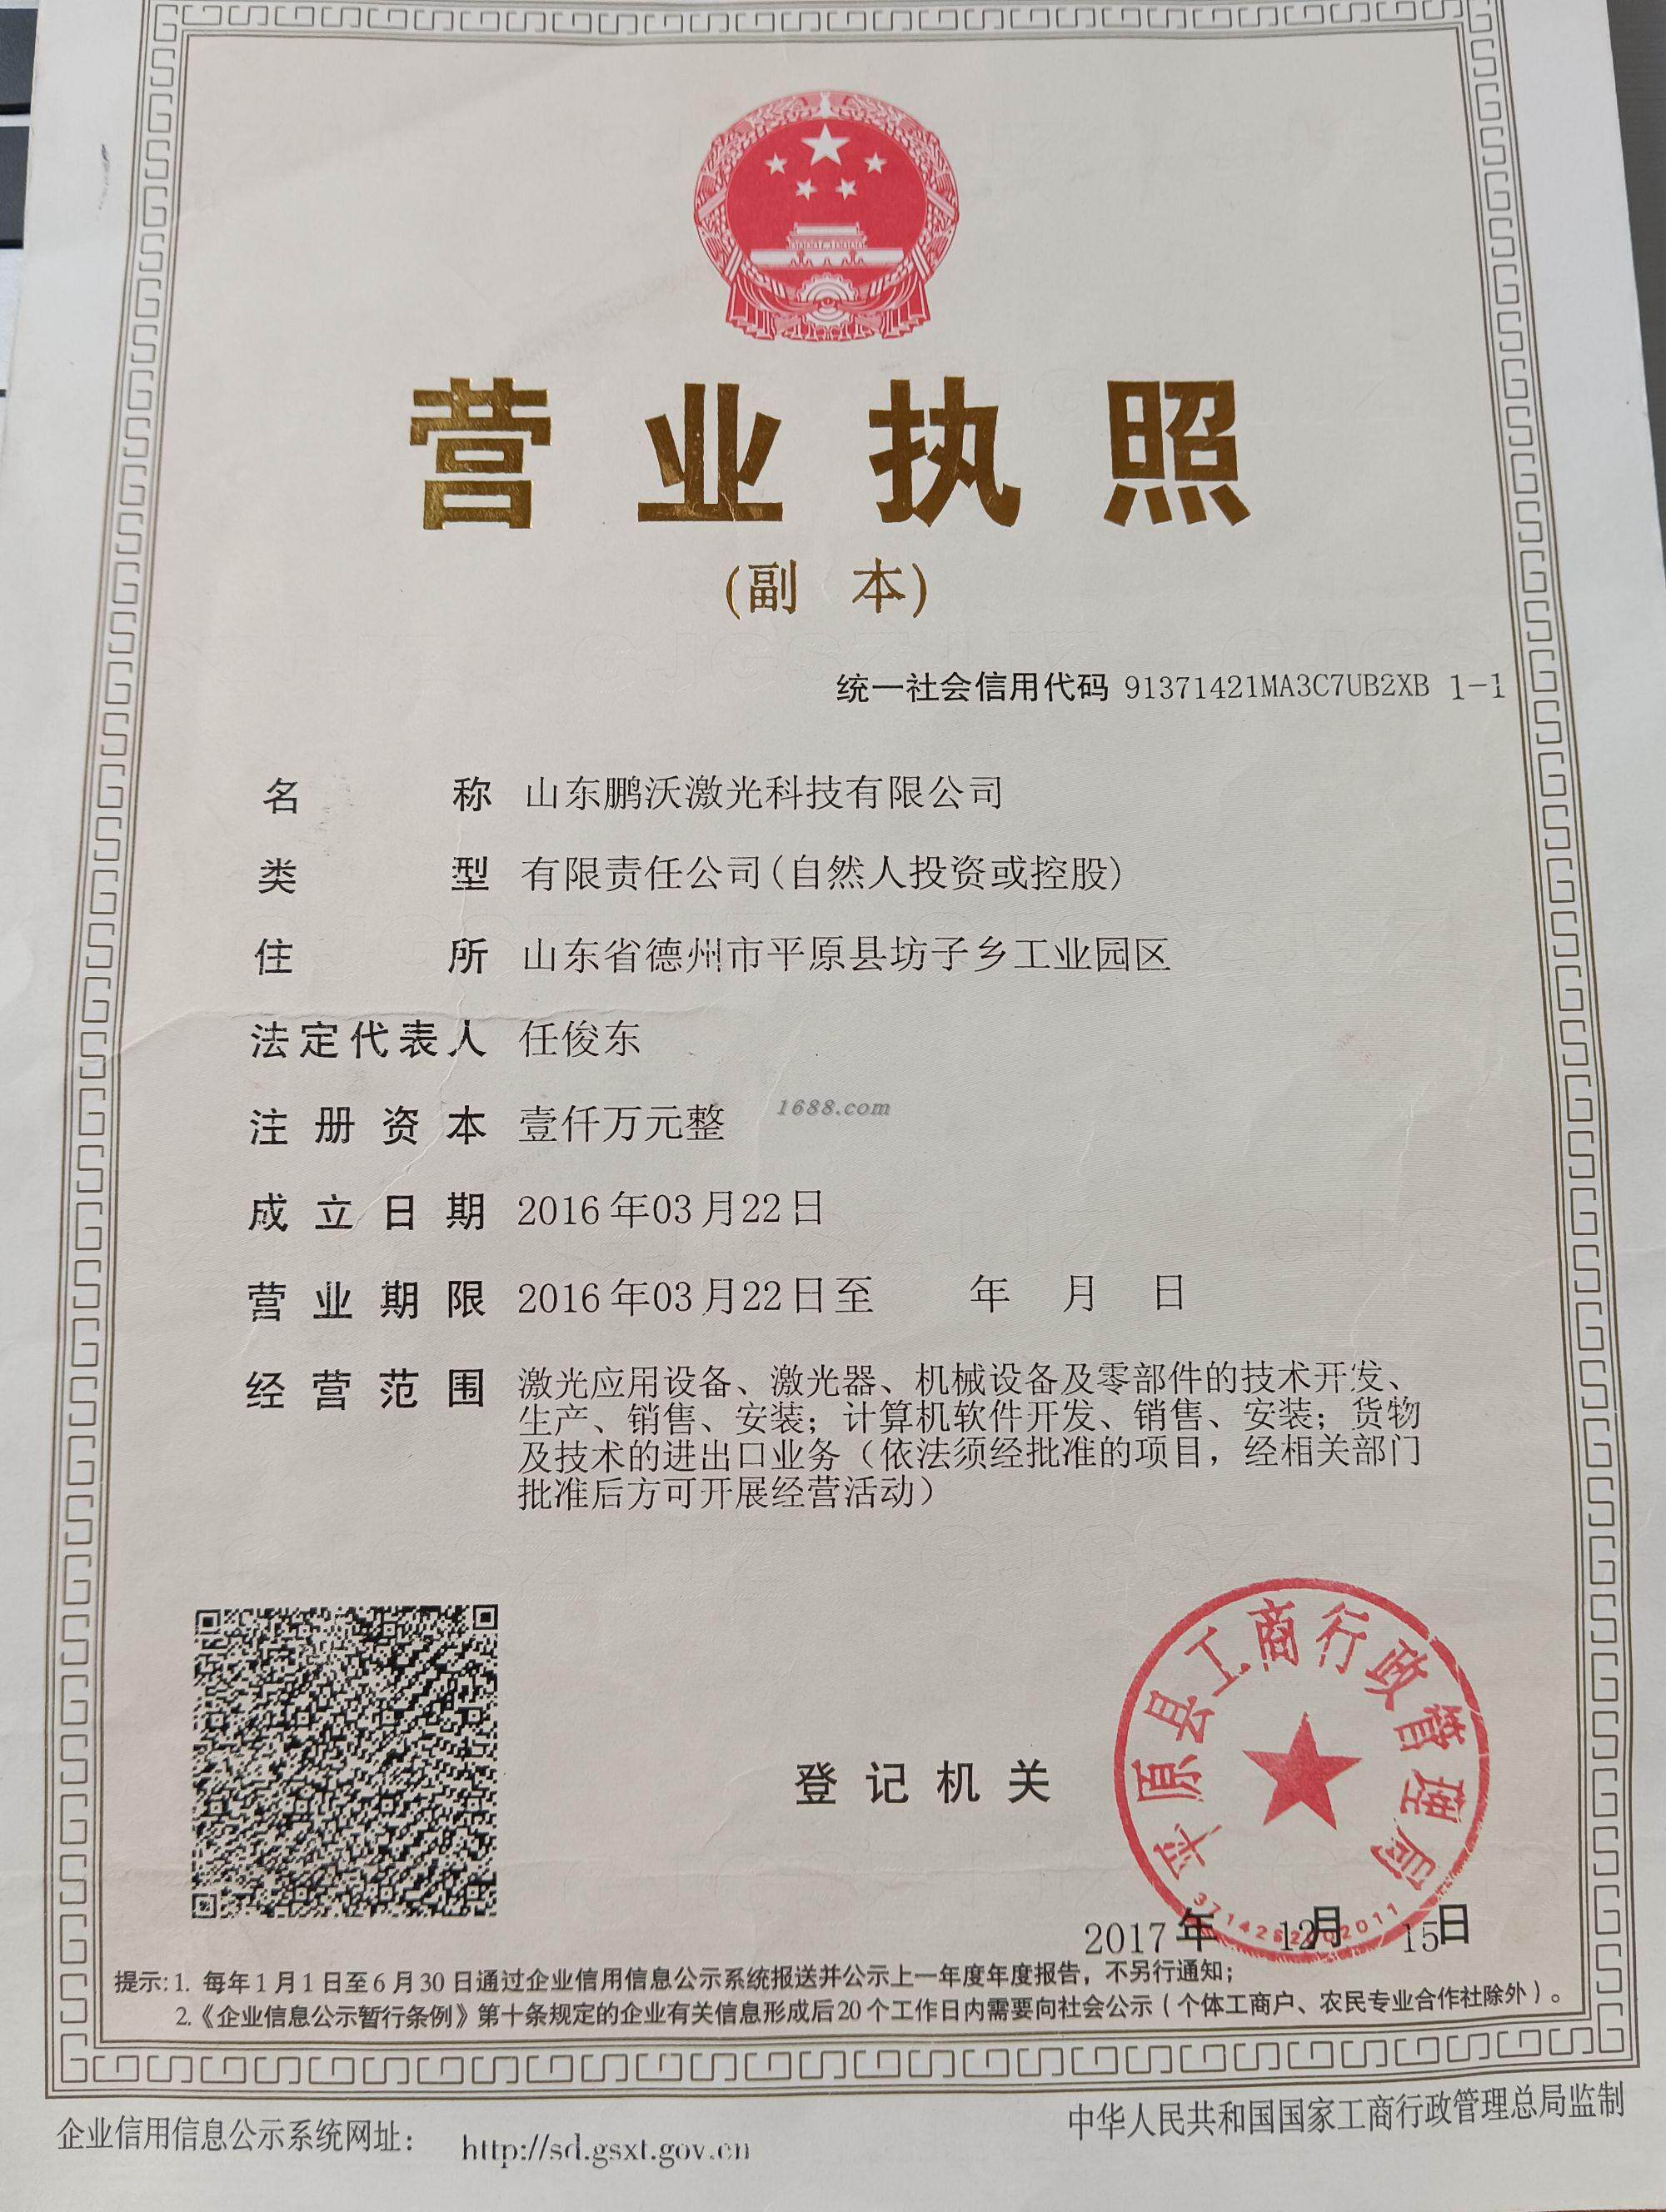 营业执照
(副 本)
统一社会信用代码 91371421MA3C7UB2XB 1-1
名称 山东鹏沃激光科技有限公司
类型 有限责任公司(自然人投资或控股)
住所 山东省德州市平原县坊子乡工业园区
法定代表人 任俊东
注册资本 壹仟万元整
1688.com
成立日期 2016年03月22日
营业期限 2016年03月22日至 年 月 日
经营范围 激光应用设备、激光器、机械设备及零部件的技术开发、
生产、销售、安装；计算机软件开发、销售、安装；货物
及技术的进出口业务（依法须经批准的项目，经相关部门
批准后方可开展经营活动）
平原县工商行政管理局
登记机关
2017年 12月 15日
提示:1. 每年1月1日至6月30日通过企业信用信息公示系统报送并公示上一年度年度报告，不另行通知；
2.《企业信息公示暂行条例》第十条规定的企业有关信息形成后20个工作日内需要向社会公示（个体工商户、农民专业合作社除外）。
企业信用信息公示系统网址： http://sd.gsxt.gov.cn
中华人民共和国国家工商行政管理总局监制